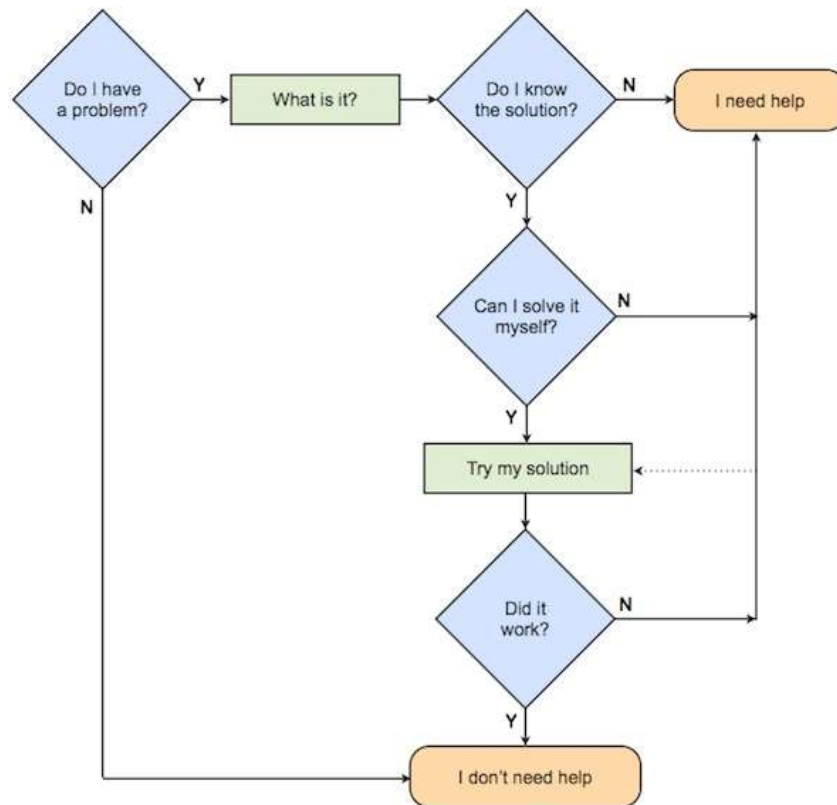 Do I have
a problem?
Y
What is it?
Do I know
the solution?
N
I need help
N
Y
Can I solve it
myself?
N
Y
Try my solution
Did it
work?
N
Y
I don't need help